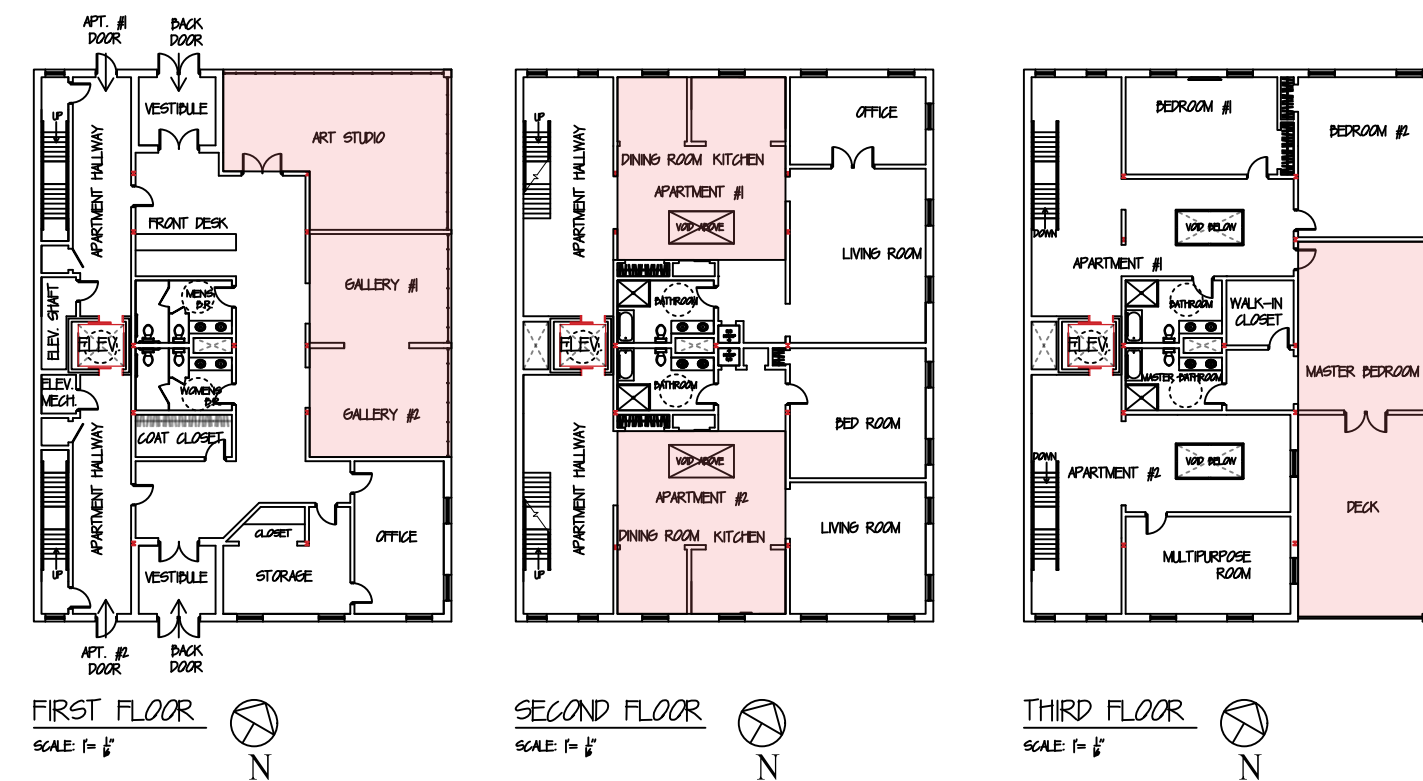 APT. #1
DOOR
BACK
DOOR
VESTIBULE
UP
APARTMENT HALLWAY
ART STUDIO
FRONT DESK
GALLERY #1
MENS
B.R.
ELEV. SHAFT
ELEV.
ELEV.
MECH.
WOMENS
B.R.
GALLERY #2
COAT CLOSET
APARTMENT HALLWAY
CLOSET
OFFICE
UP
VESTIBULE
STORAGE
APT. #2
DOOR
BACK
DOOR
FIRST FLOOR
SCALE: 1'= 1/16"
N
UP
APARTMENT HALLWAY
DINING ROOM KITCHEN
APARTMENT #1
VOID ABOVE
OFFICE
LIVING ROOM
BATHROOM
ELEV.
BATHROOM
BED ROOM
VOID ABOVE
APARTMENT HALLWAY
APARTMENT #2
DINING ROOM KITCHEN
LIVING ROOM
UP
SECOND FLOOR
SCALE: 1'= 1/16"
N
BEDROOM #1
BEDROOM #2
DOWN
VOID BELOW
APARTMENT #1
BATHROOM
WALK-IN
CLOSET
ELEV.
MASTER BATHROOM
MASTER BEDROOM
DOWN
APARTMENT #2
VOID BELOW
DECK
MULTIPURPOSE
ROOM
THIRD FLOOR
SCALE: 1'= 1/16"
N